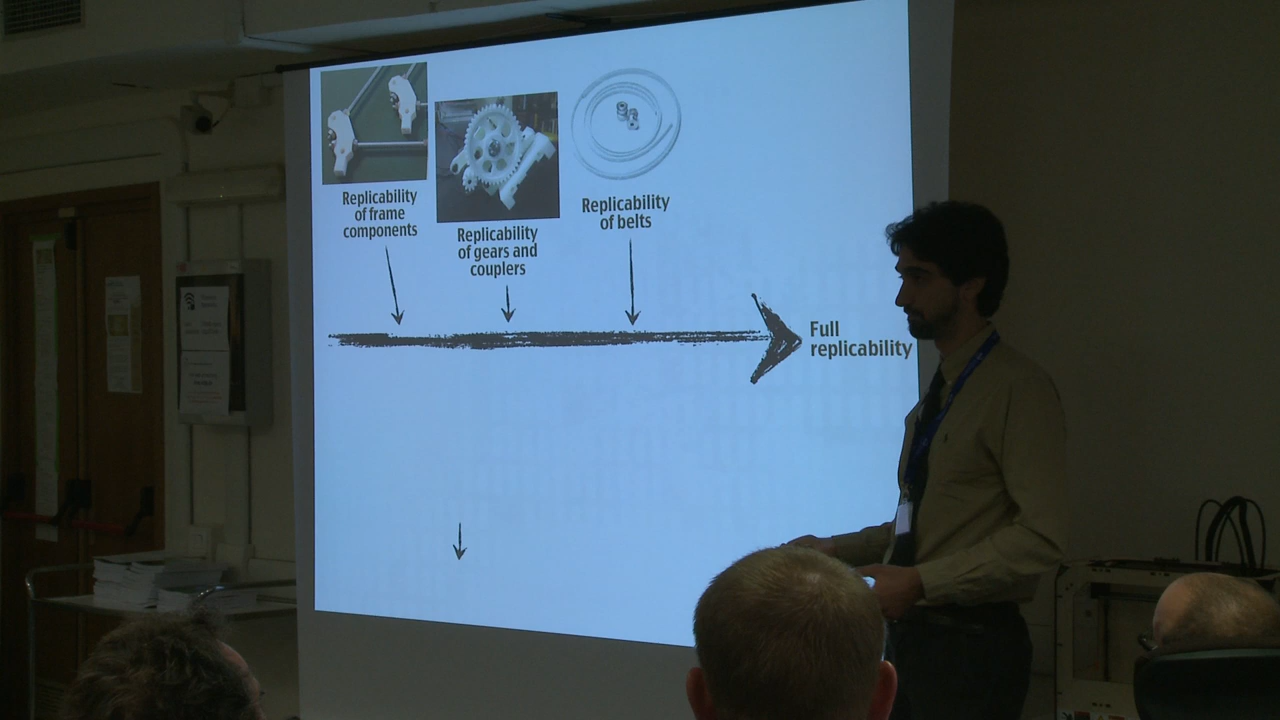 Replicability
of frame
components
Replicability
of gears and
couplers
Replicability
of belts
Full
replicability